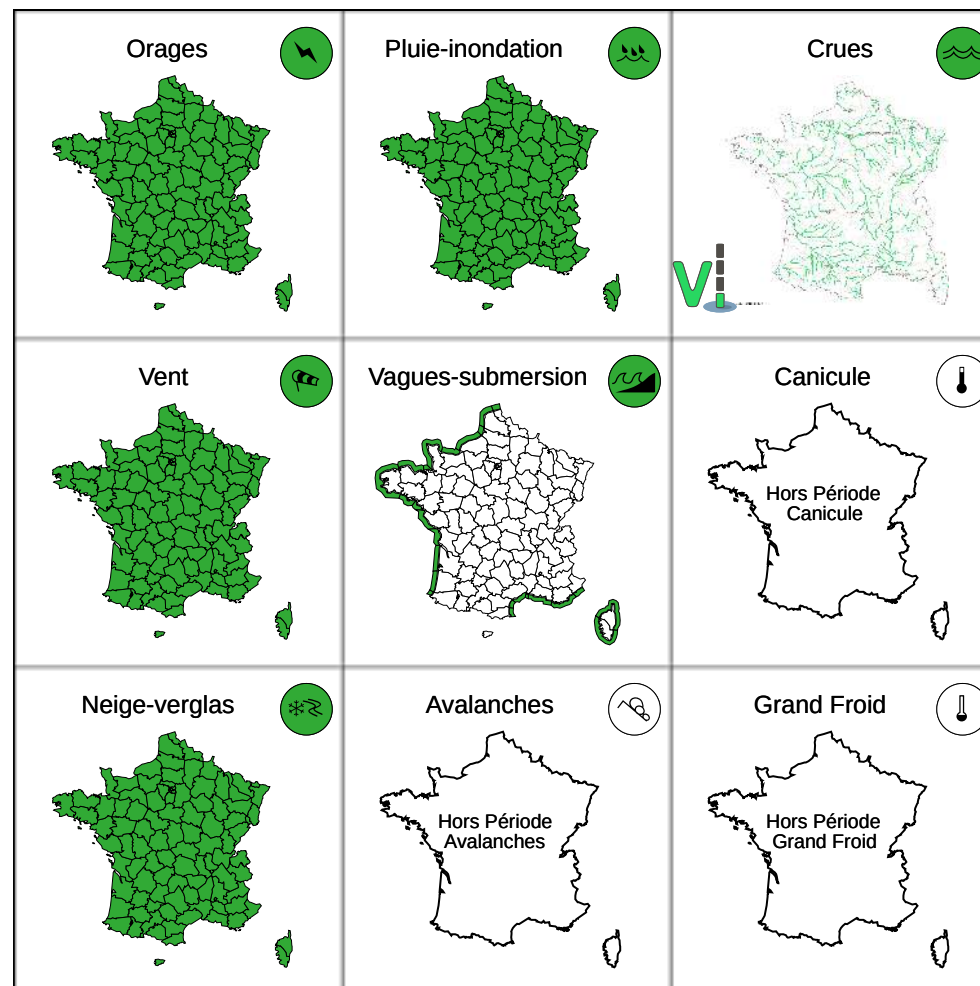 Orages
Pluie-inondation
Crues
Vi
Vent
Vagues-submersion
Canicule
Hors Période
Canicule
Neige-verglas
Avalanches
Grand Froid
Hors Période
Avalanches
Hors Période
Grand Froid